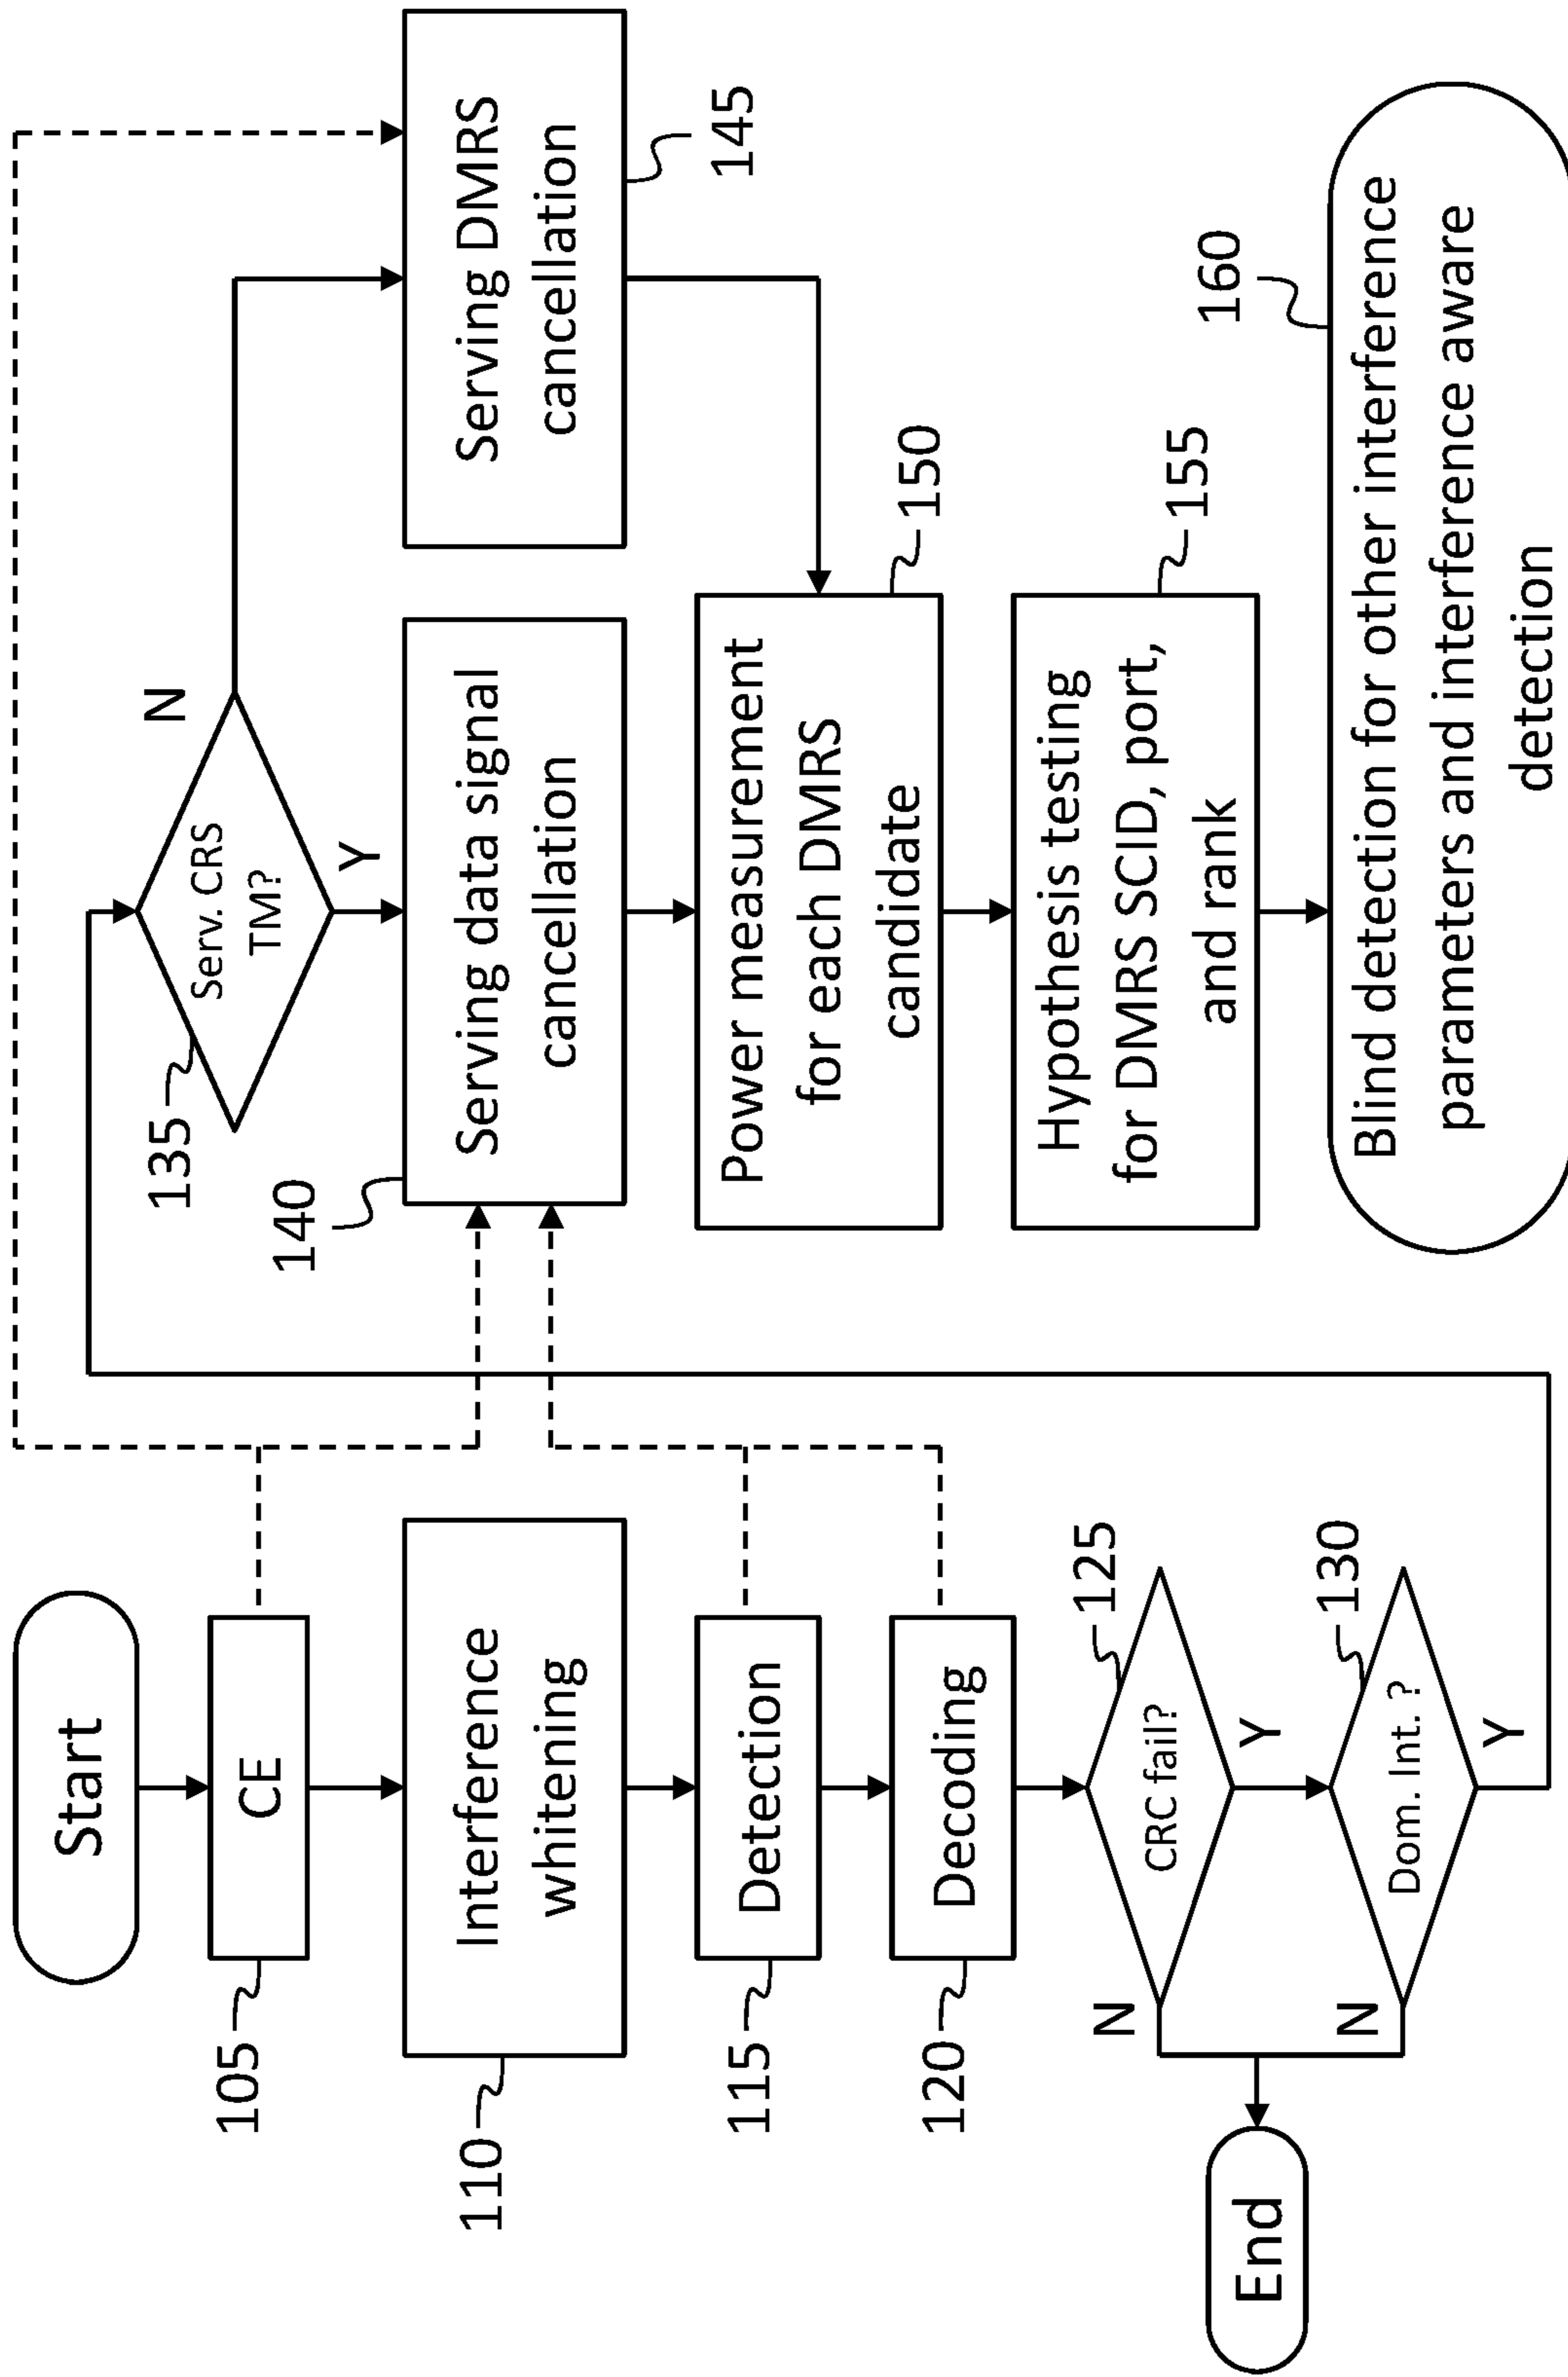 Start
105
CE
110
Interference
whitening
115
Detection
120
Decoding
125
CRC fail?
N
Y
130
Dom. Int. ?
N
Y
End
135
Serv. CRS
TM?
N
Y
140
Serving data signal
cancellation
Serving DMRS
cancellation
145
Power measurement
for each DMRS
candidate
150
Hypothesis testing
for DMRS SCID, port,
and rank
155
160
Blind detection for other interference
parameters and interference aware
detection